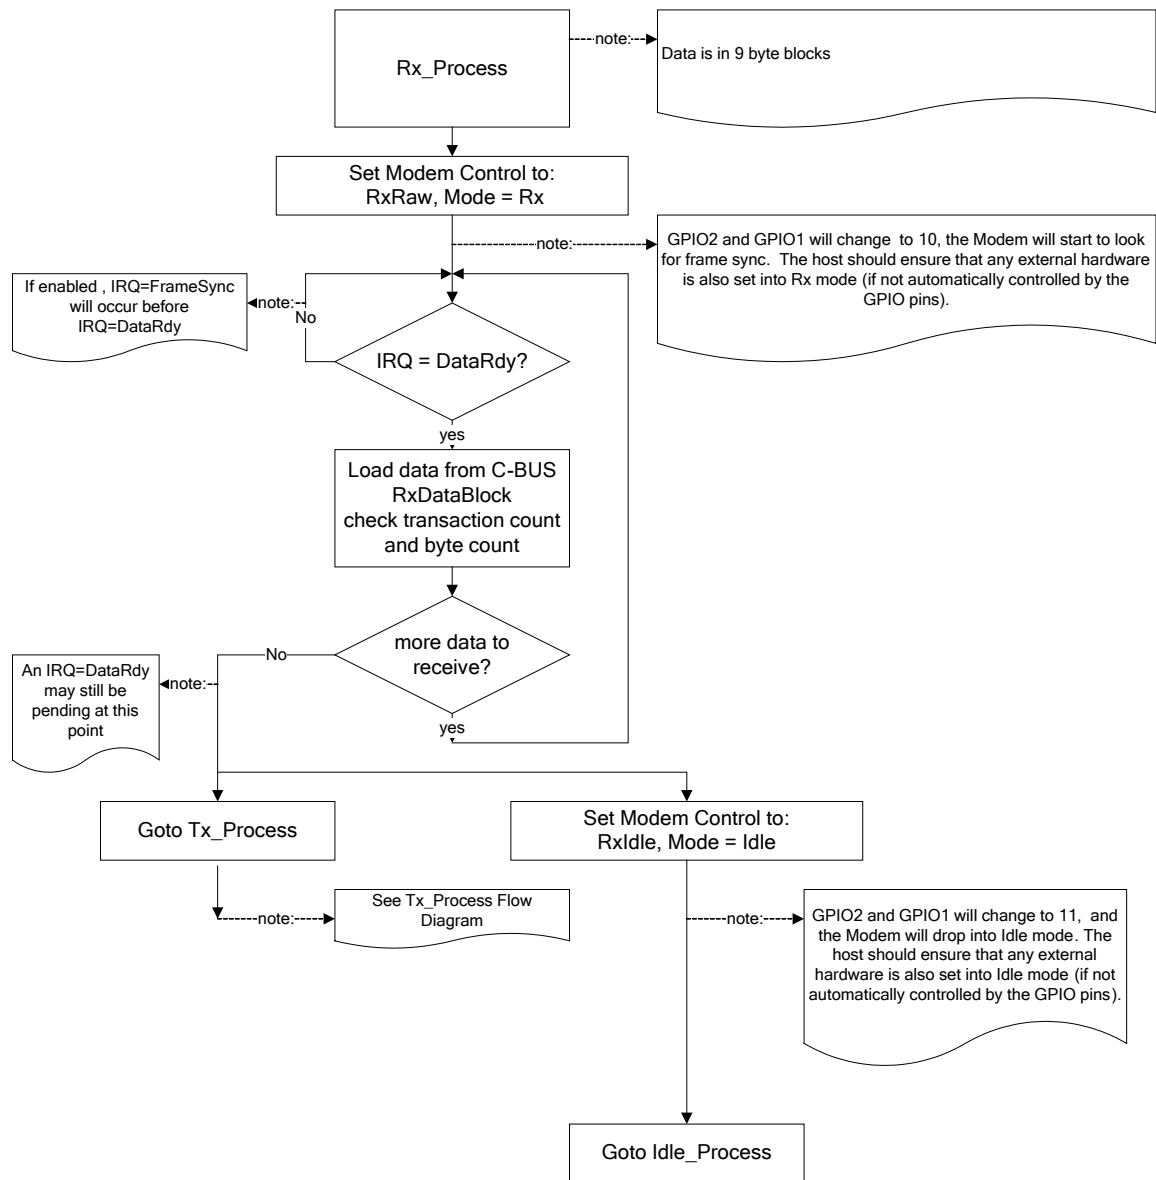 Rx_Process
note:
Data is in 9 byte blocks
Set Modem Control to:
RxRaw, Mode = Rx
note:
GPIO2 and GPIO1 will change to 10, the Modem will start to look
for frame sync. The host should ensure that any external hardware
is also set into Rx mode (if not automatically controlled by the
GPIO pins).
If enabled , IRQ=FrameSync
will occur before
IRQ=DataRdy
note:
No
IRQ = DataRdy?
yes
Load data from C-BUS
RxDataBlock
check transaction count
and byte count
more data to
receive?
No
yes
An IRQ=DataRdy
may still be
pending at this
point
note:
Goto Tx_Process
Set Modem Control to:
RxIdle, Mode = Idle
note:
See Tx_Process Flow
Diagram
note:
GPIO2 and GPIO1 will change to 11, and
the Modem will drop into Idle mode. The
host should ensure that any external
hardware is also set into Idle mode (if not
automatically controlled by the GPIO pins).
Goto Idle_Process